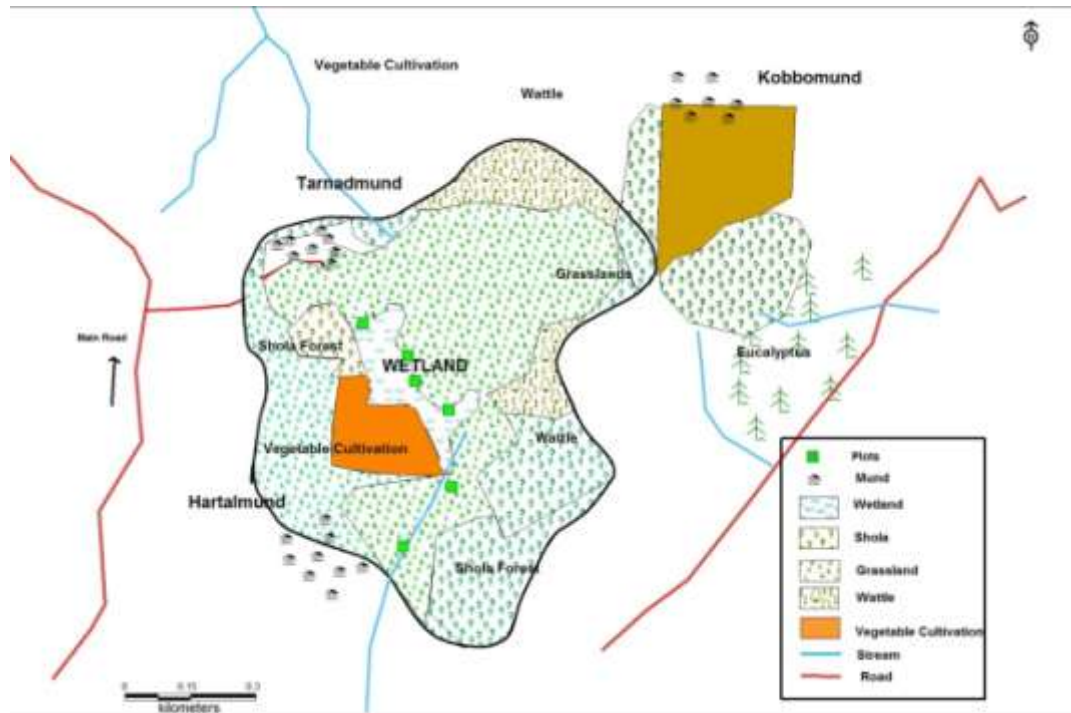 Vegetable Cultivation
Kobbomund
Wattle
Tarnadmund
Grasslands
Main Road
Shola Forest
WETLAND
Eucalyptus
Vegetable Cultivation
Wattle
Hartalmund
Shola Forest
Plots
Mund
Wetland
Shola
Grassland
Wattle
Vegetable Cultivation
Stream
Road
0 0.15 0.3
kilometers